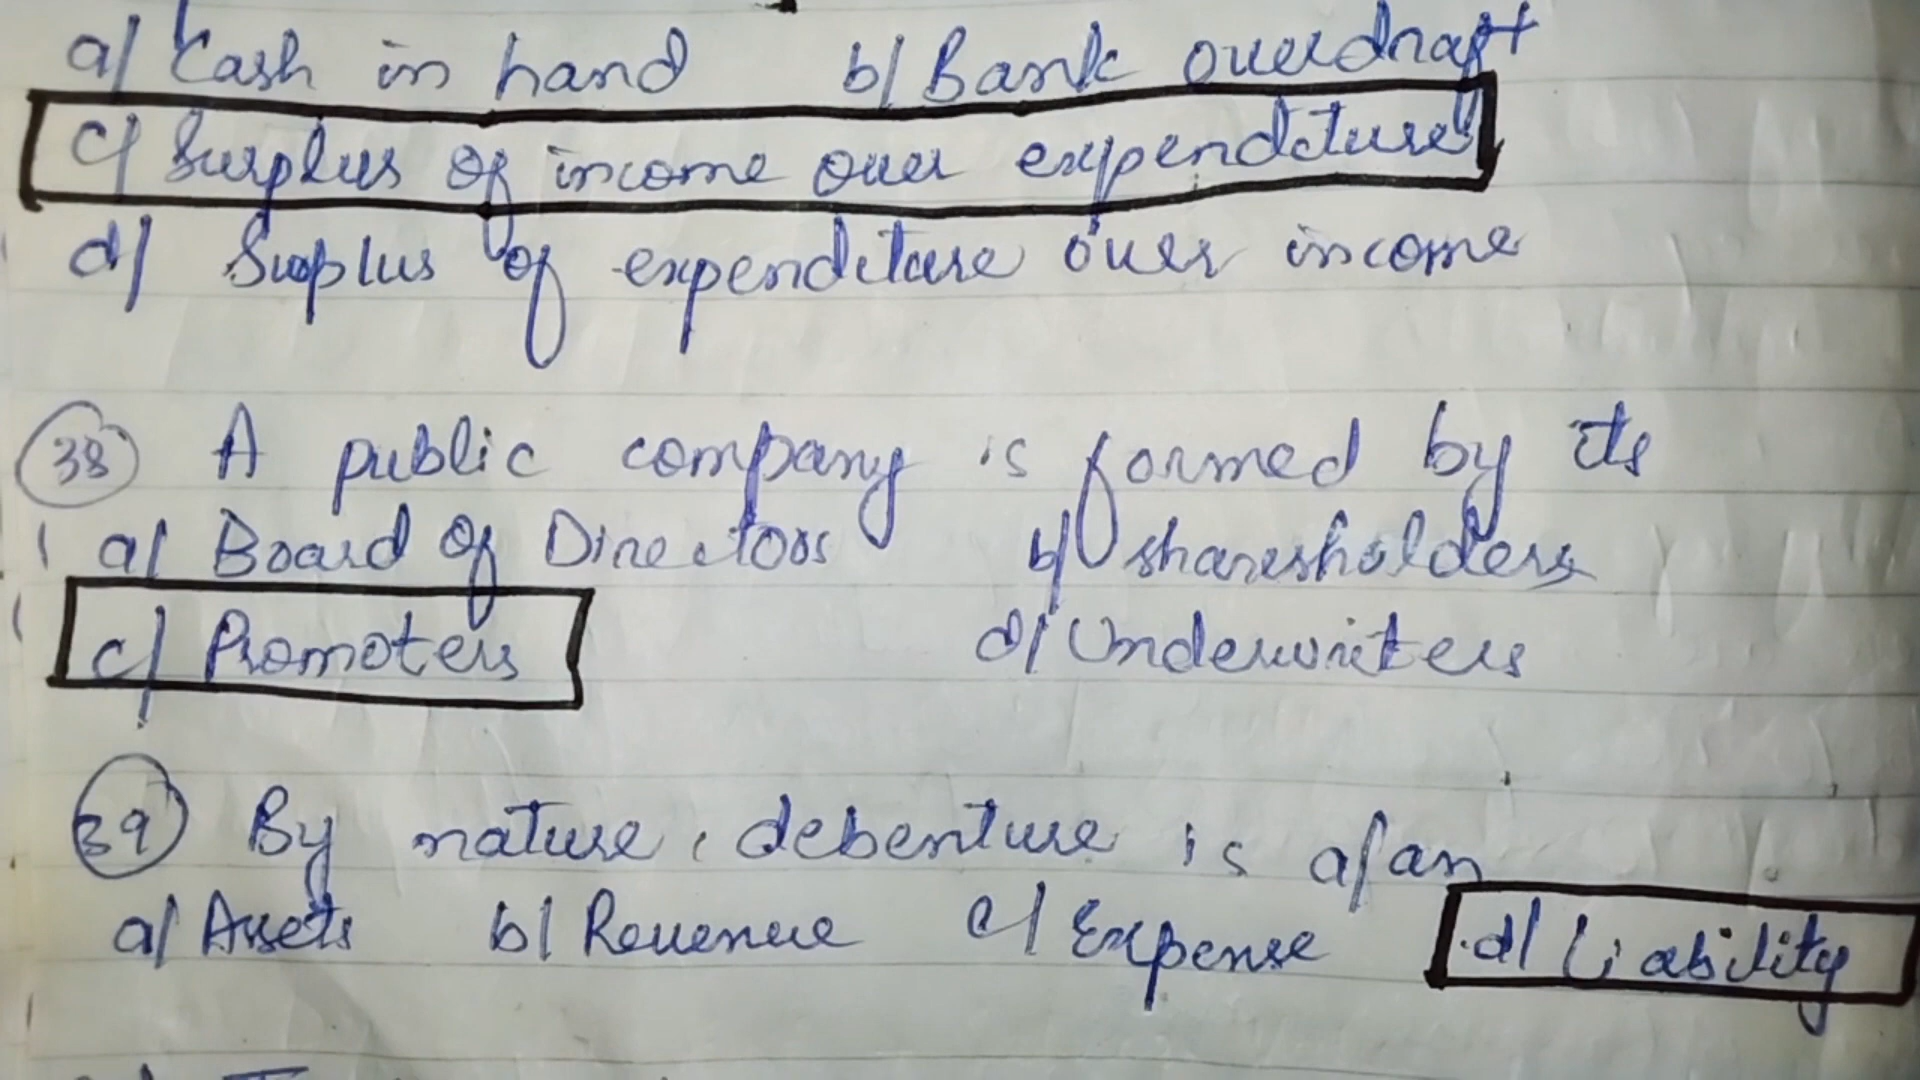 a) Cash in hand b) Bank overdraft
c) Surplus of income over expenditure
d) Surplus of expenditure over income
38 A public company is formed by its
a) Board of Directors b) sharesholders
c) Promoters d) Underwriters
39 By nature, debenture is a/an
a) Assets b) Revenue c) Expense d) Liability